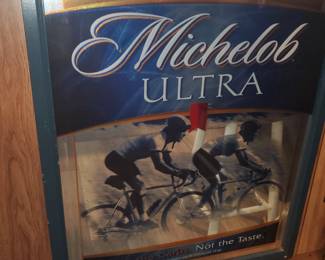 Michelob
ULTRA
Not the Taste.